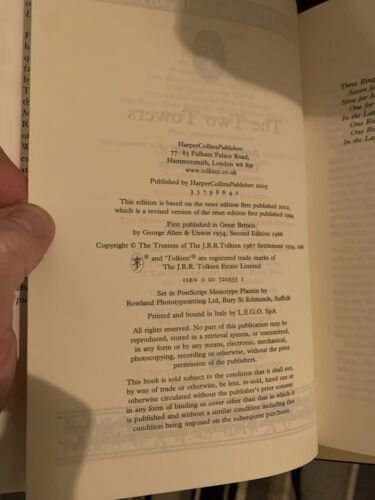 HarperCollinsPublishers
77–85 Fulham Palace Road,
Hammersmith, London W6 8JB
www.tolkien.co.uk
Published by HarperCollinsPublishers 2005
3 5 7 9 8 6 4 2
This edition is based on the reset edition first published 2002,
which is a revised version of the reset edition first published 1994
First published in Great Britain
by George Allen & Unwin 1954, Second Edition 1966
Copyright © The Trustees of The J.R.R. Tolkien 1967 Settlement 1954, 1966
® and ‘Tolkien’® are registered trade marks of
The J.R.R. Tolkien Estate Limited
ISBN 0 00 720355 1
Set in PostScript Monotype Plantin by
Rowland Phototypesetting Ltd, Bury St Edmunds, Suffolk
Printed and bound in Italy by L.E.G.O. SpA
All rights reserved. No part of this publication may be
reproduced, stored in a retrieval system, or transmitted,
in any form or by any means, electronic, mechanical,
photocopying, recording or otherwise, without the prior
permission of the publishers.
This book is sold subject to the condition that it shall not,
by way of trade or otherwise, be lent, re-sold, hired out or
otherwise circulated without the publisher's prior consent
in any form of binding or cover other than that in which it
is published and without a similar condition including this
condition being imposed on the subsequent purchaser.
Three Ring
Seven fo
Nine for M
One for
In the Lan
One Ri
One Rin
In the La
The Two Towers